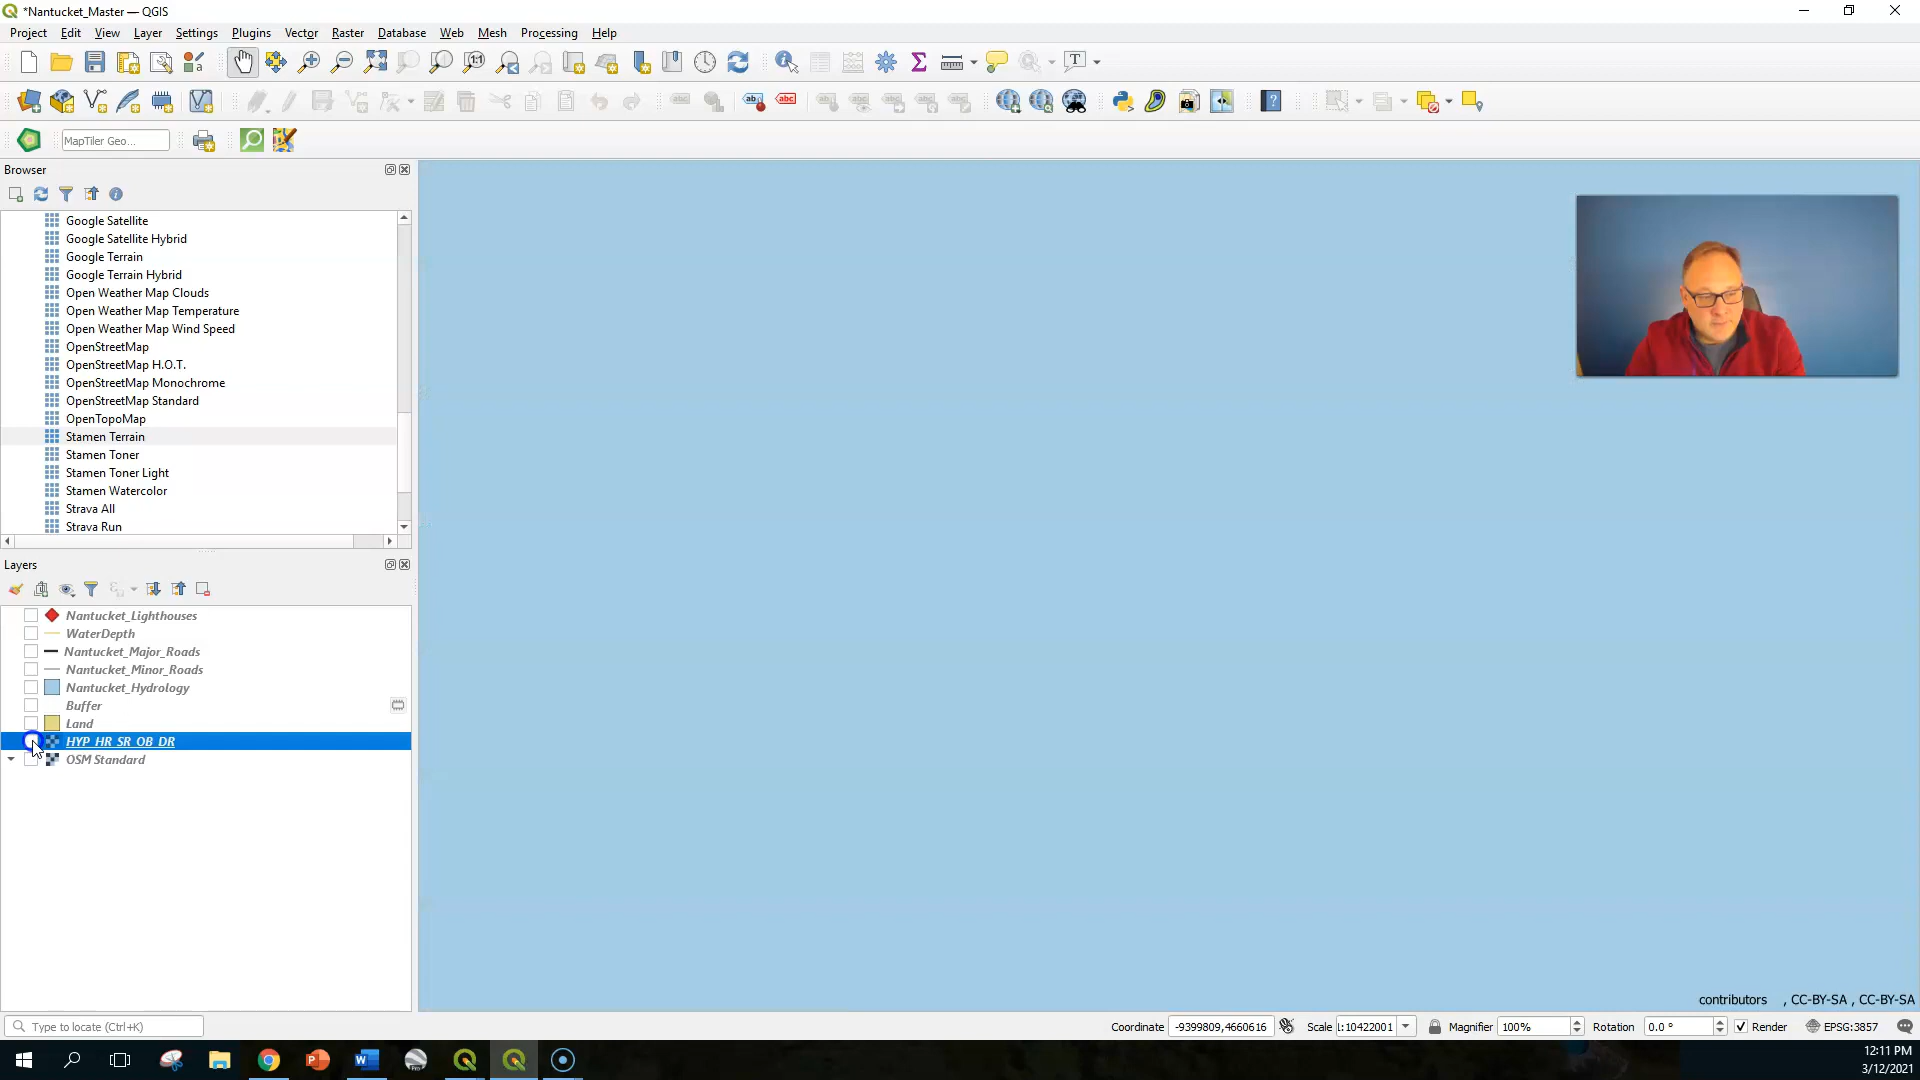 *Nantucket_Master — QGIS
Project Edit View Layer Settings Plugins Vector Raster Database Web Mesh Processing Help
MapTiler Geo...
Browser
Google Satellite
Google Satellite Hybrid
Google Terrain
Google Terrain Hybrid
Open Weather Map Clouds
Open Weather Map Temperature
Open Weather Map Wind Speed
OpenStreetMap
OpenStreetMap H.O.T.
OpenStreetMap Monochrome
OpenStreetMap Standard
OpenTopoMap
Stamen Terrain
Stamen Toner
Stamen Toner Light
Stamen Watercolor
Strava All
Strava Run
Layers
Nantucket_Lighthouses
WaterDepth
Nantucket_Major_Roads
Nantucket_Minor_Roads
Nantucket_Hydrology
Buffer
Land
HYP_HR_SR_OB_DR
OSM Standard
contributors , CC-BY-SA , CC-BY-SA
Type to locate (Ctrl+K)
Coordinate -9399809,4660616 Scale 1:10422001 Magnifier 100% Rotation 0.0 ° Render EPSG:3857
12:11 PM
3/12/2021